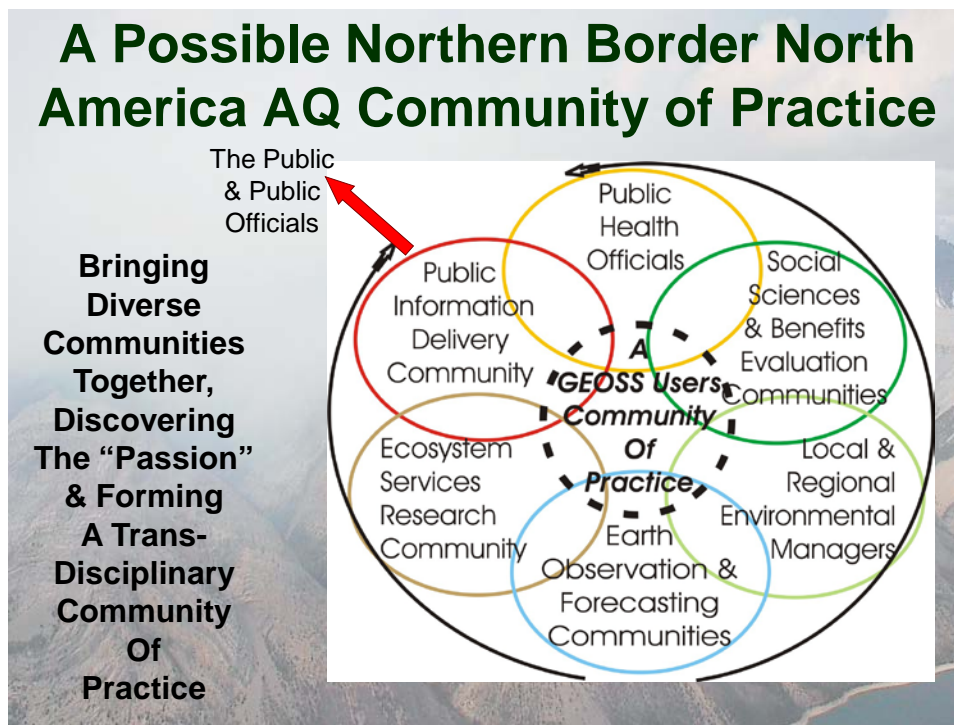 A Possible Northern Border North
America AQ Community of Practice
The Public
& Public
Officials
Bringing
Diverse
Communities
Together,
Discovering
The “Passion”
& Forming
A Trans-
Disciplinary
Community
Of
Practice
Public
Health
Officials
Public
Information
Delivery
Community
Social
Sciences
& Benefits
Evaluation
Communities
A
GEOSS Users
Community
Of
Practice
Ecosystem
Services
Research
Community
Local &
Regional
Environmental
Managers
Earth
Observation &
Forecasting
Communities